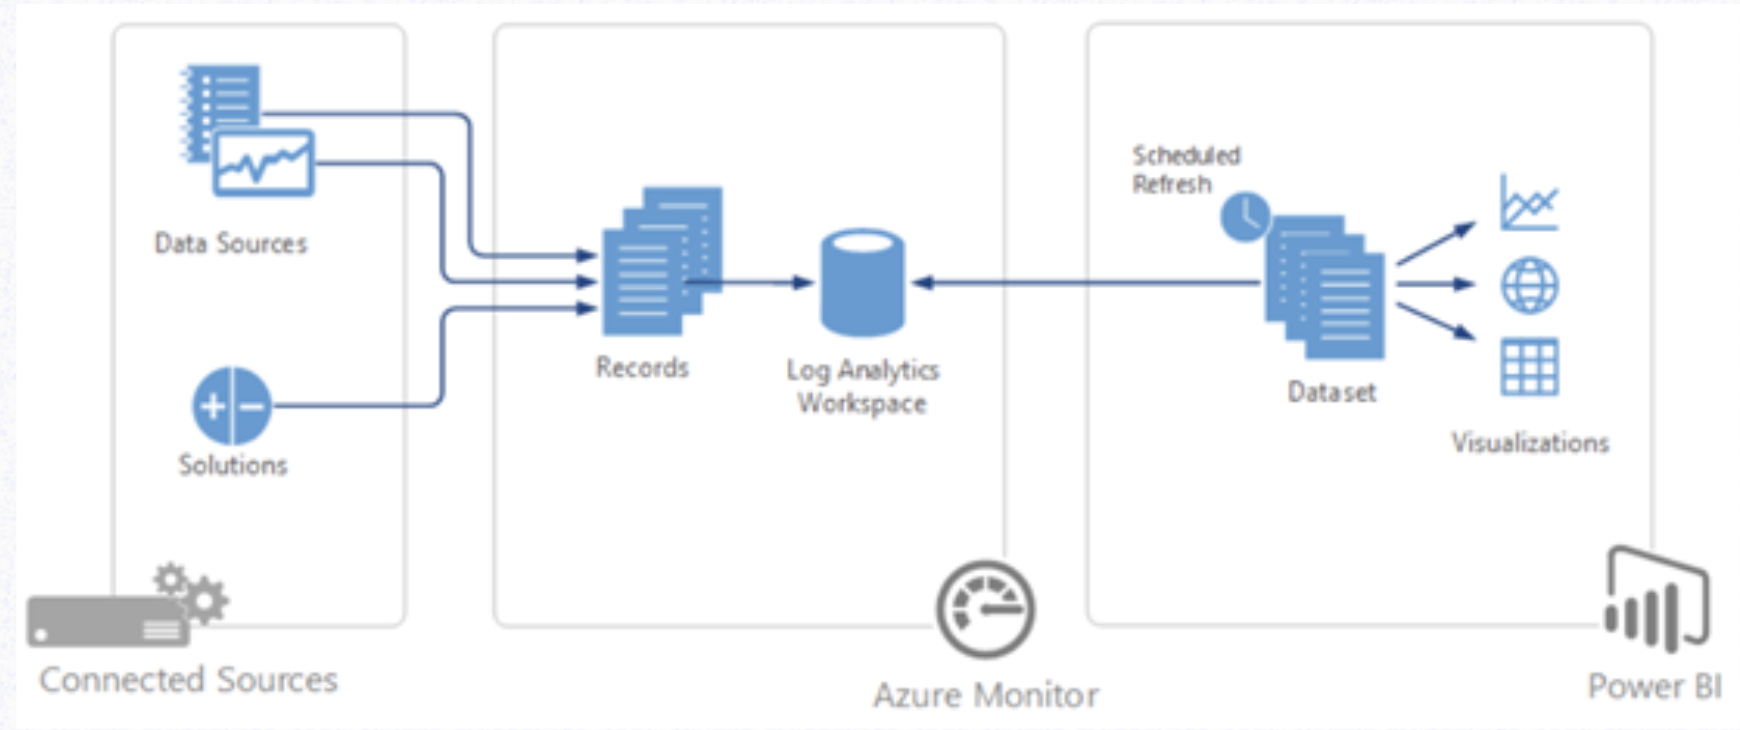 Data Sources
Solutions
Connected Sources
Records
Log Analytics
Workspace
Azure Monitor
Scheduled
Refresh
Dataset
Visualizations
Power BI